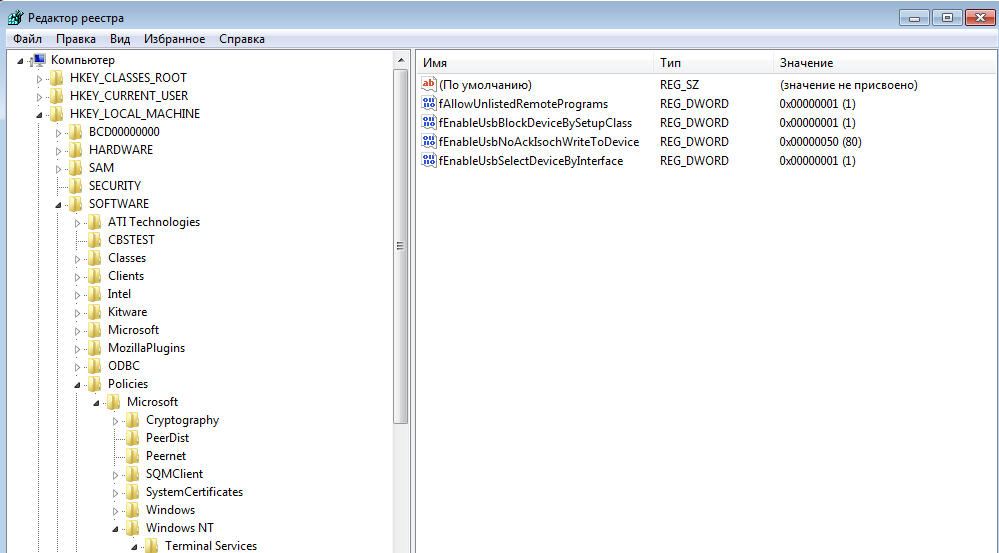 Редактор реестра
Файл Правка Вид Избранное Справка
Компьютер
HKEY_CLASSES_ROOT
HKEY_CURRENT_USER
HKEY_LOCAL_MACHINE
BCD00000000
HARDWARE
SAM
SECURITY
SOFTWARE
ATI Technologies
CBSTEST
Classes
Clients
Intel
Kitware
Microsoft
MozillaPlugins
ODBC
Policies
Microsoft
Cryptography
PeerDist
Peernet
SQMClient
SystemCertificates
Windows
Windows NT
Terminal Services
Имя Тип Значение
(По умолчанию) REG_SZ (значение не присвоено)
fAllowUnlistedRemotePrograms REG_DWORD 0x00000001 (1)
fEnableUsbBlockDeviceBySetupClass REG_DWORD 0x00000001 (1)
fEnableUsbNoAckIsochWriteToDevice REG_DWORD 0x00000050 (80)
fEnableUsbSelectDeviceByInterface REG_DWORD 0x00000001 (1)